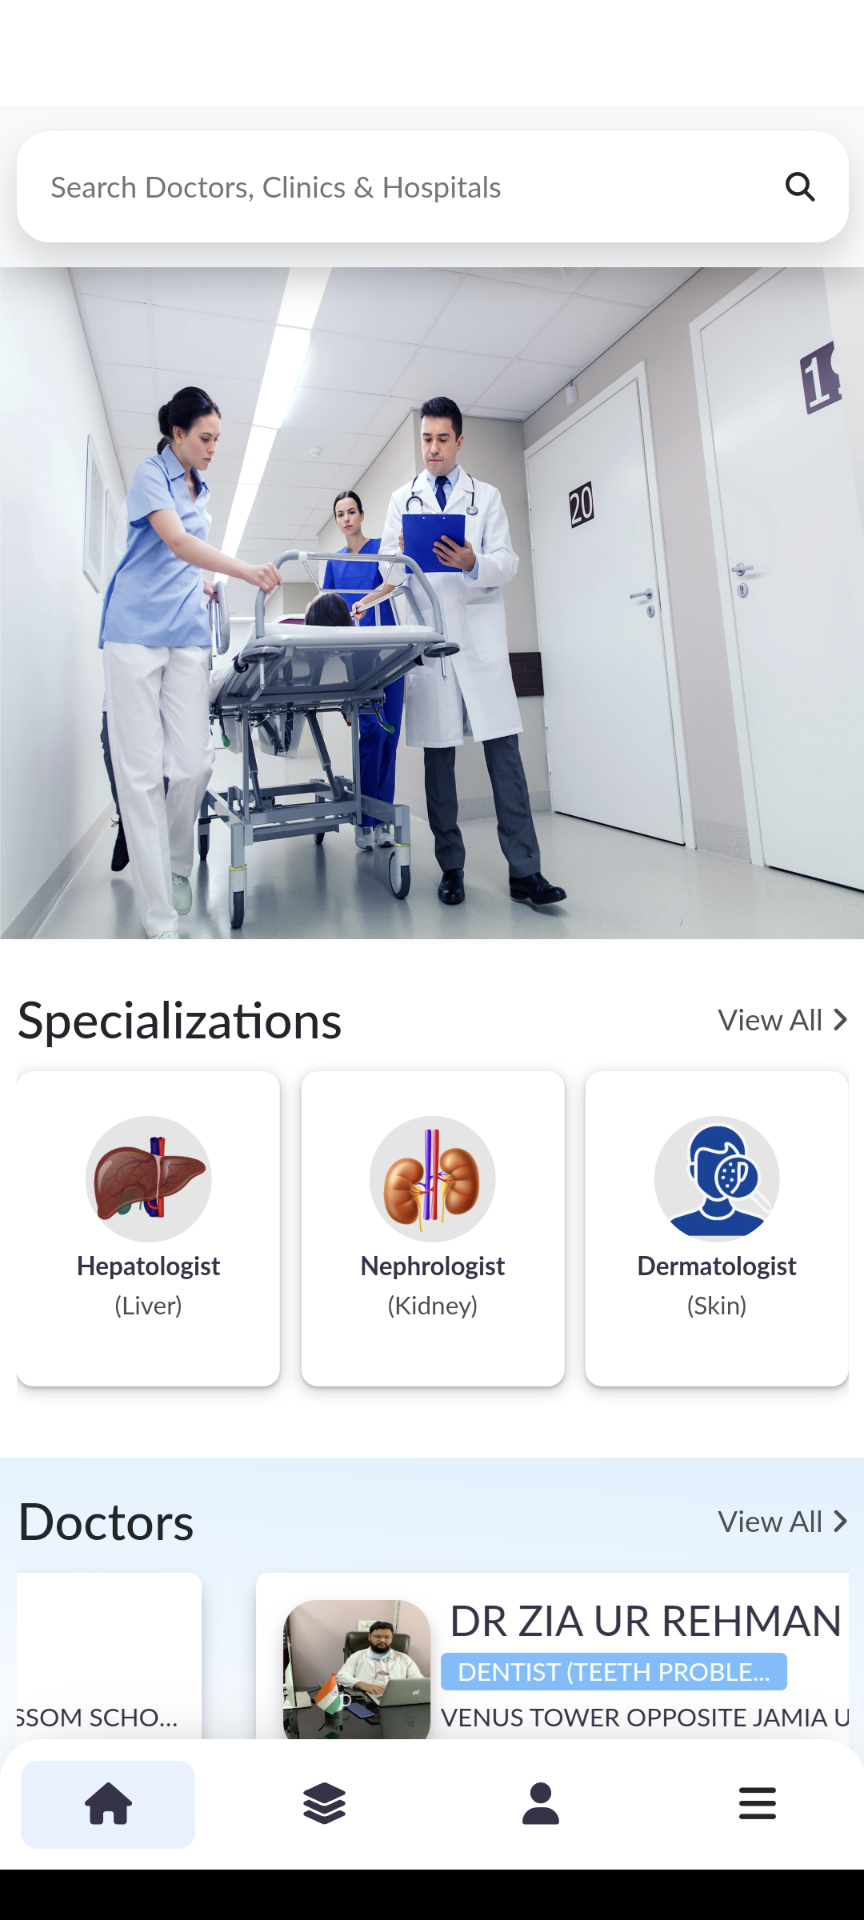 Search Doctors, Clinics & Hospitals
1
20
Specializations
View All
Hepatologist
(Liver)
Nephrologist
(Kidney)
Dermatologist
(Skin)
Doctors
View All
SSOM SCHO...
DR ZIA UR REHMAN
DENTIST (TEETH PROBLE...
VENUS TOWER OPPOSITE JAMIA U